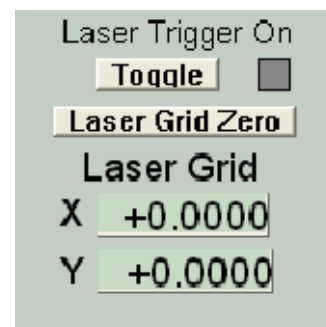 Laser Trigger On
Toggle
Laser Grid Zero
Laser Grid
X +0.0000
Y +0.0000